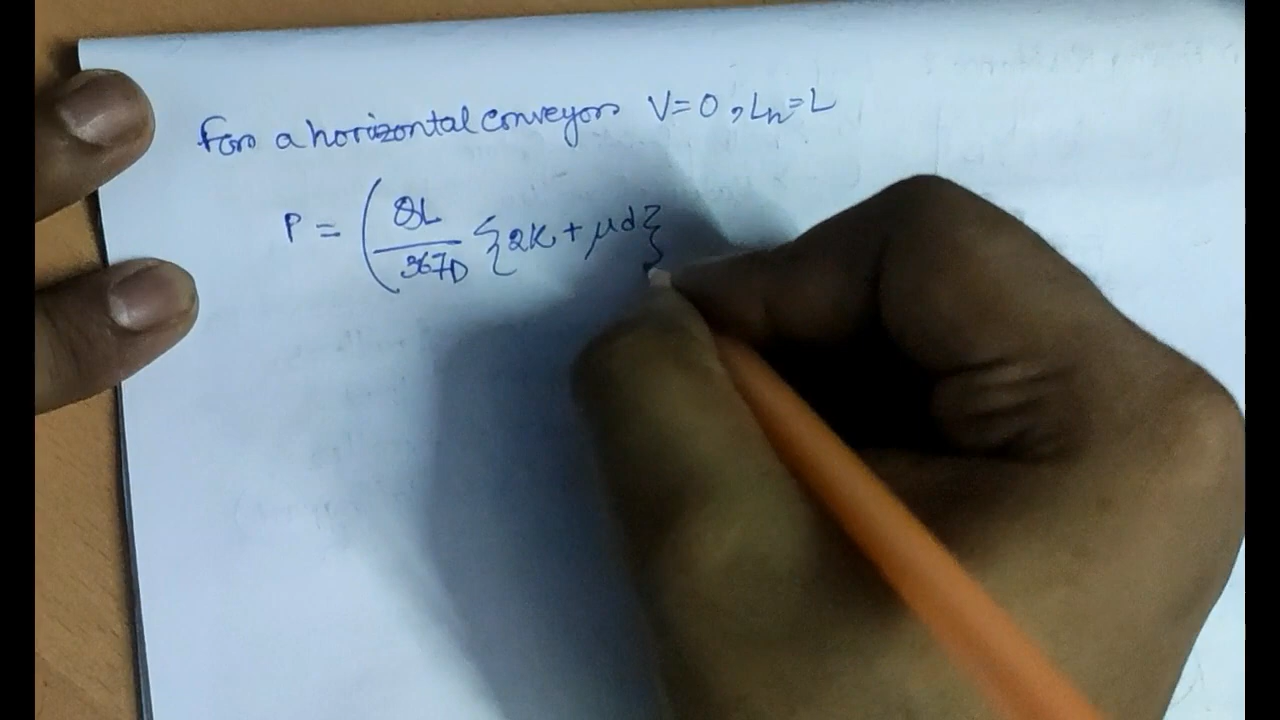 For a horizontal conveyor V=0, Lh=L
P = ( QL / 367D {2K + μd}